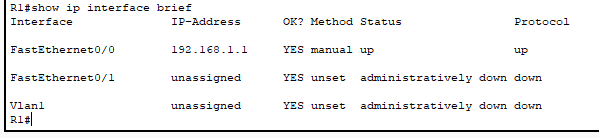 R1#show ip interface brief
Interface IP-Address OK? Method Status Protocol
FastEthernet0/0 192.168.1.1 YES manual up up
FastEthernet0/1 unassigned YES unset administratively down down
Vlan1 unassigned YES unset administratively down down
R1#